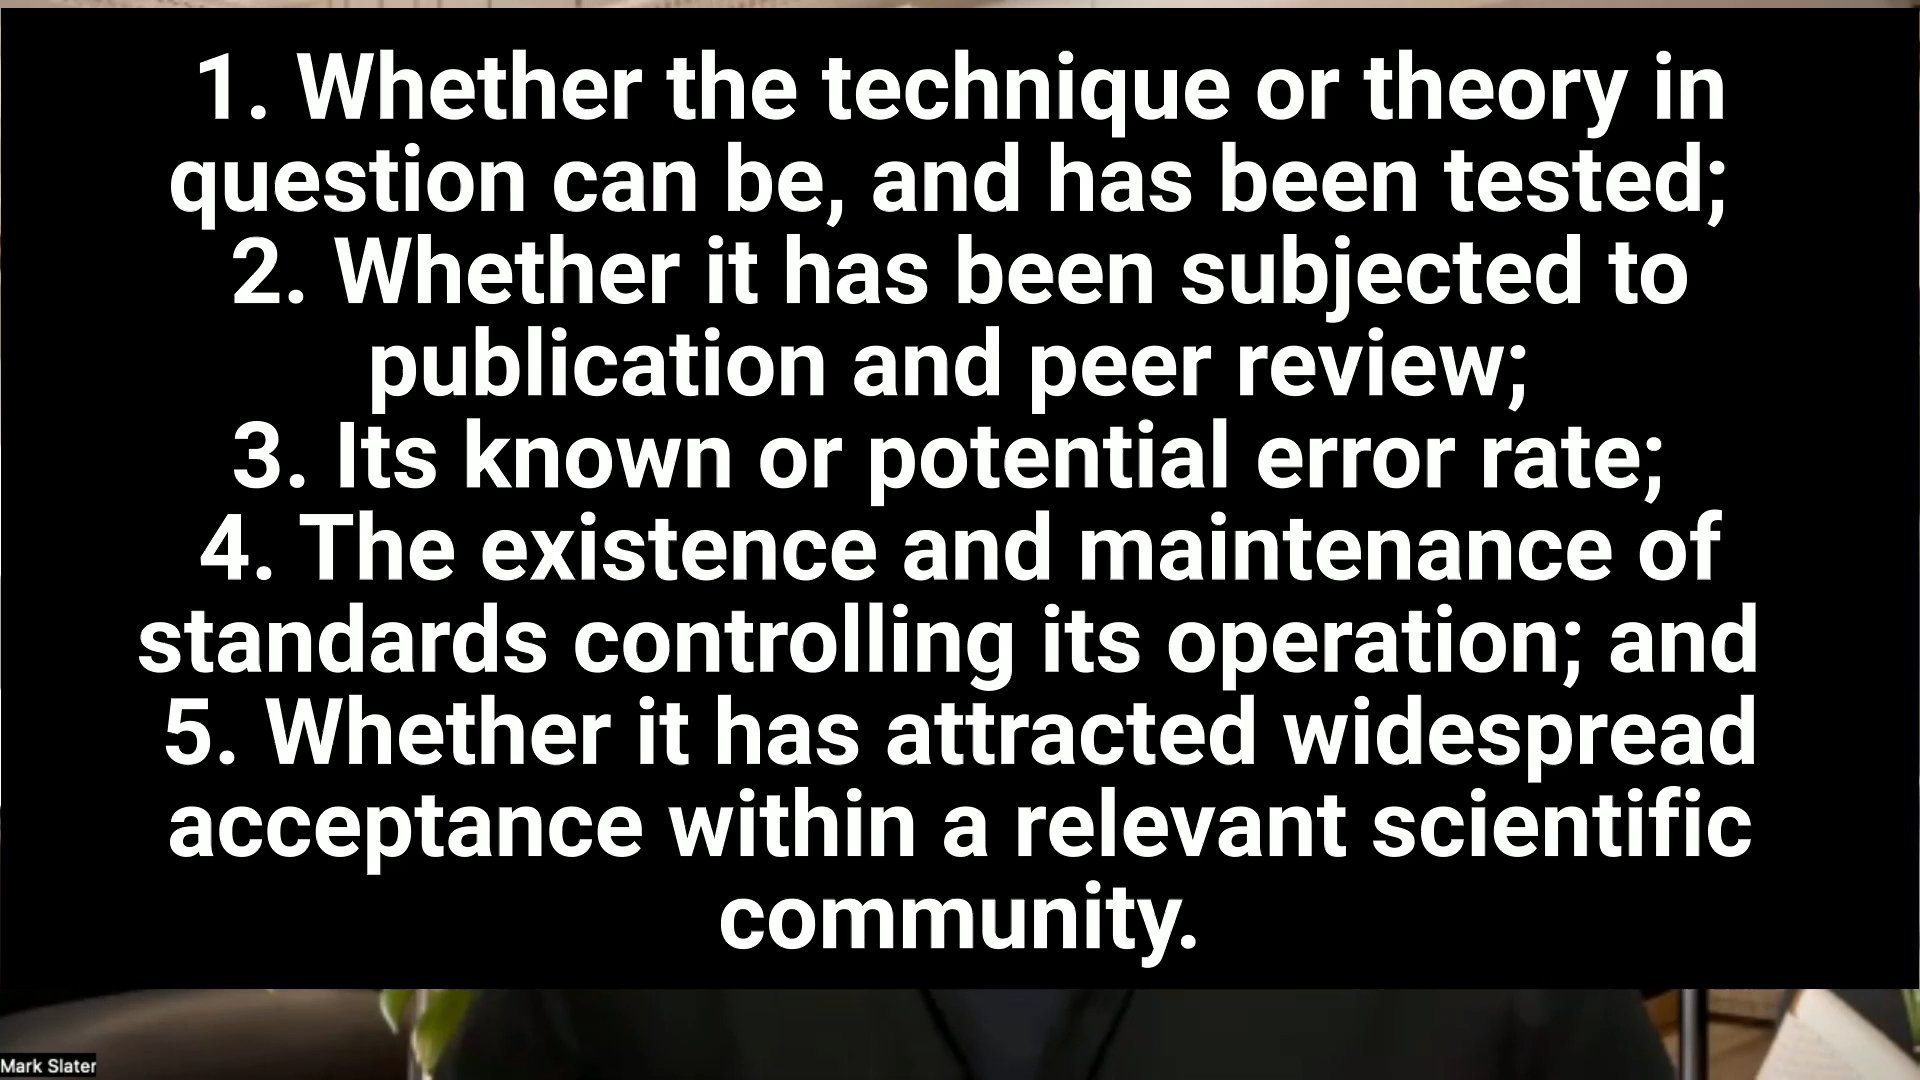 1. Whether the technique or theory in
question can be, and has been tested;
2. Whether it has been subjected to
publication and peer review;
3. Its known or potential error rate;
4. The existence and maintenance of
standards controlling its operation; and
5. Whether it has attracted widespread
acceptance within a relevant scientific
community.
Mark Slater